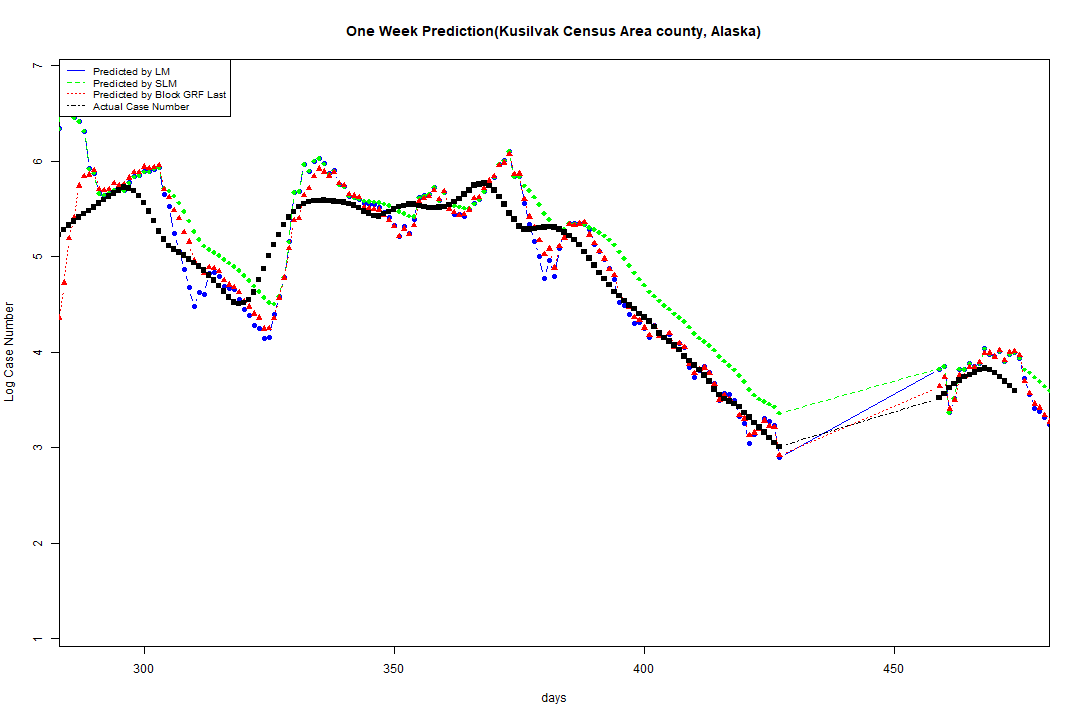 One Week Prediction(Kusilvak Census Area county, Alaska)
Predicted by LM
Predicted by SLM
Predicted by Block GRF Last
Actual Case Number
7
6
5
4
3
2
1
Log Case Number
300 350 400 450
days